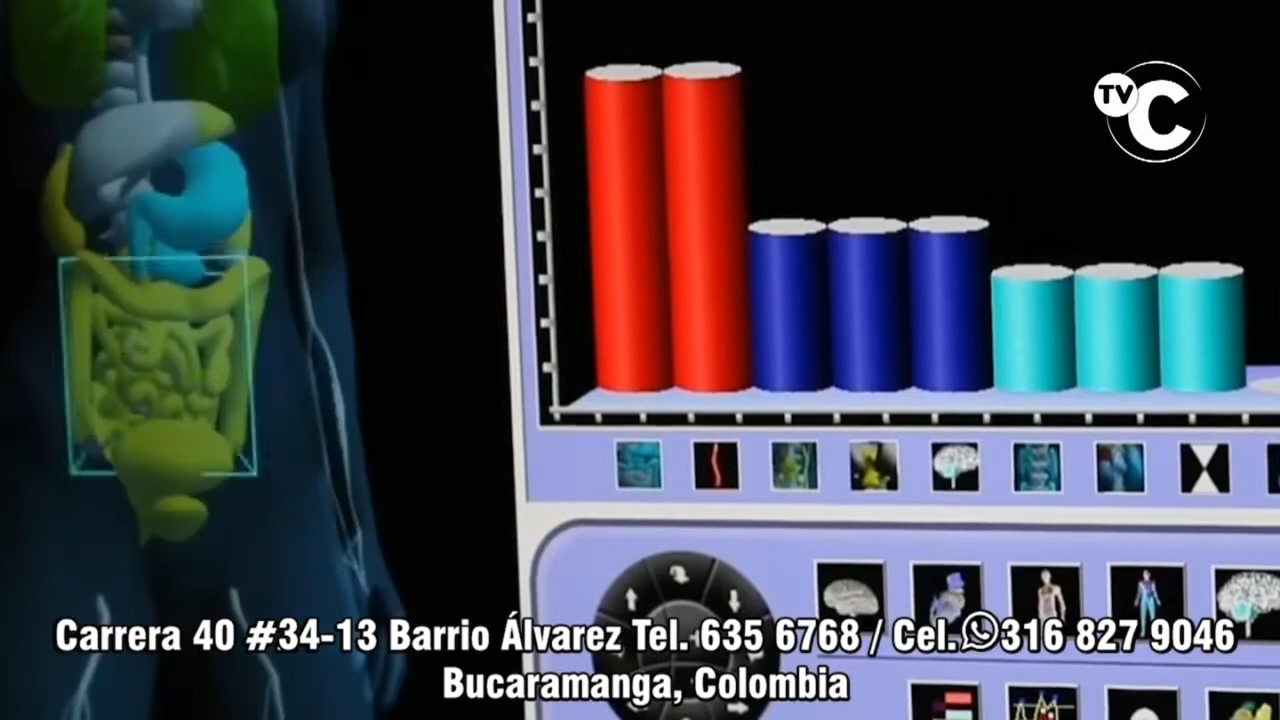 TV C
Carrera 40 #34-13 Barrio Álvarez Tel. 635 6768 / Cel. 316 827 9046
Bucaramanga, Colombia